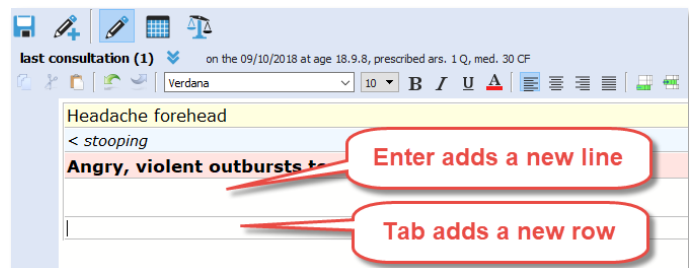 last consultation (1) on the 09/10/2018 at age 18.9.8, prescribed ars. 1 Q, med. 30 CF
Verdana 10 B I U A
Headache forehead
< stooping
Angry, violent outbursts
Enter adds a new line
Tab adds a new row